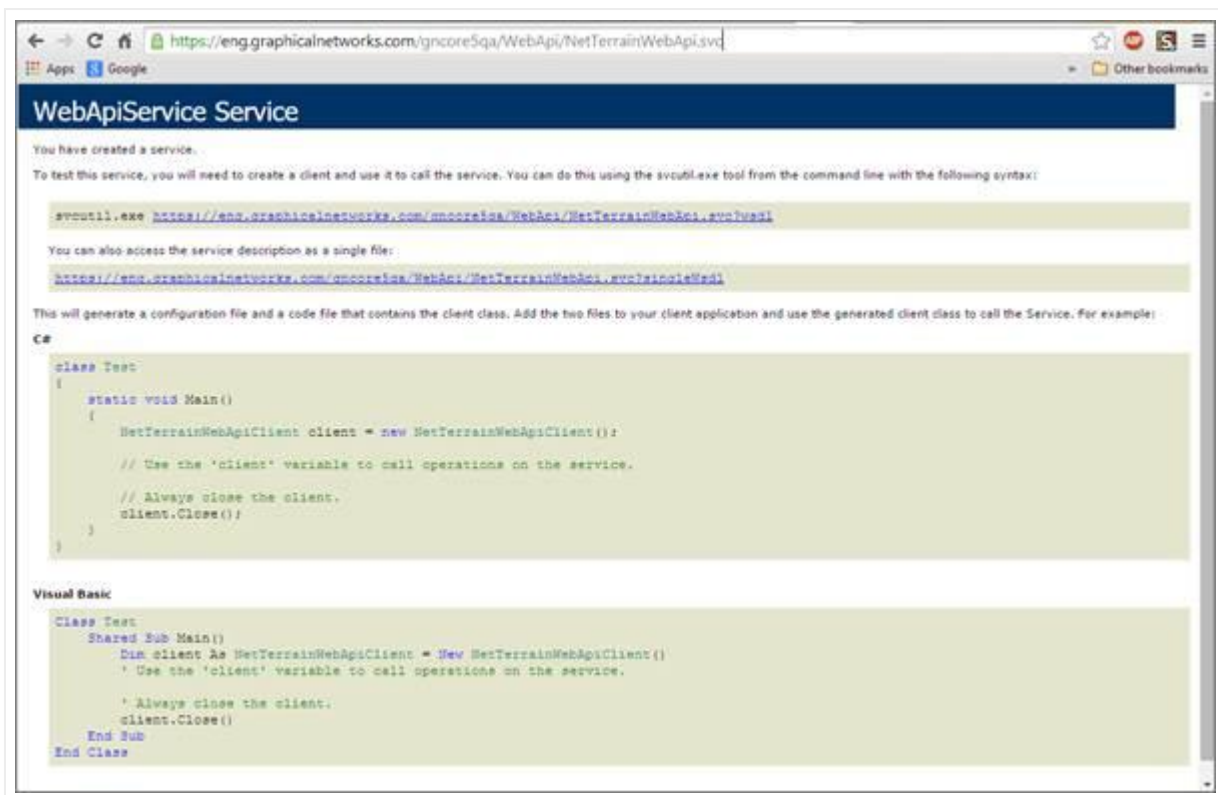 https://eng.graphicalnetworks.com/gncore5qa/WebApi/NetTerrainWebApi.svc
Apps Google » Other bookmarks
WebApiService Service
You have created a service.
To test this service, you will need to create a client and use it to call the service. You can do this using the svcutil.exe tool from the command line with the following syntax:
svcutil.exe https://eng.graphicalnetworks.com/gncore5qa/WebApi/NetTerrainWebApi.svc?wsdl
You can also access the service description as a single file:
https://eng.graphicalnetworks.com/gncore5qa/WebApi/NetTerrainWebApi.svc?singleWsdl
This will generate a configuration file and a code file that contains the client class. Add the two files to your client application and use the generated client class to call the Service. For example:
C#
class Test
{
static void Main()
{
NetTerrainWebApiClient client = new NetTerrainWebApiClient();
// Use the 'client' variable to call operations on the service.
// Always close the client.
client.Close();
}
}
Visual Basic
Class Test
Shared Sub Main()
Dim client As NetTerrainWebApiClient = New NetTerrainWebApiClient()
' Use the 'client' variable to call operations on the service.
' Always close the client.
client.Close()
End Sub
End Class